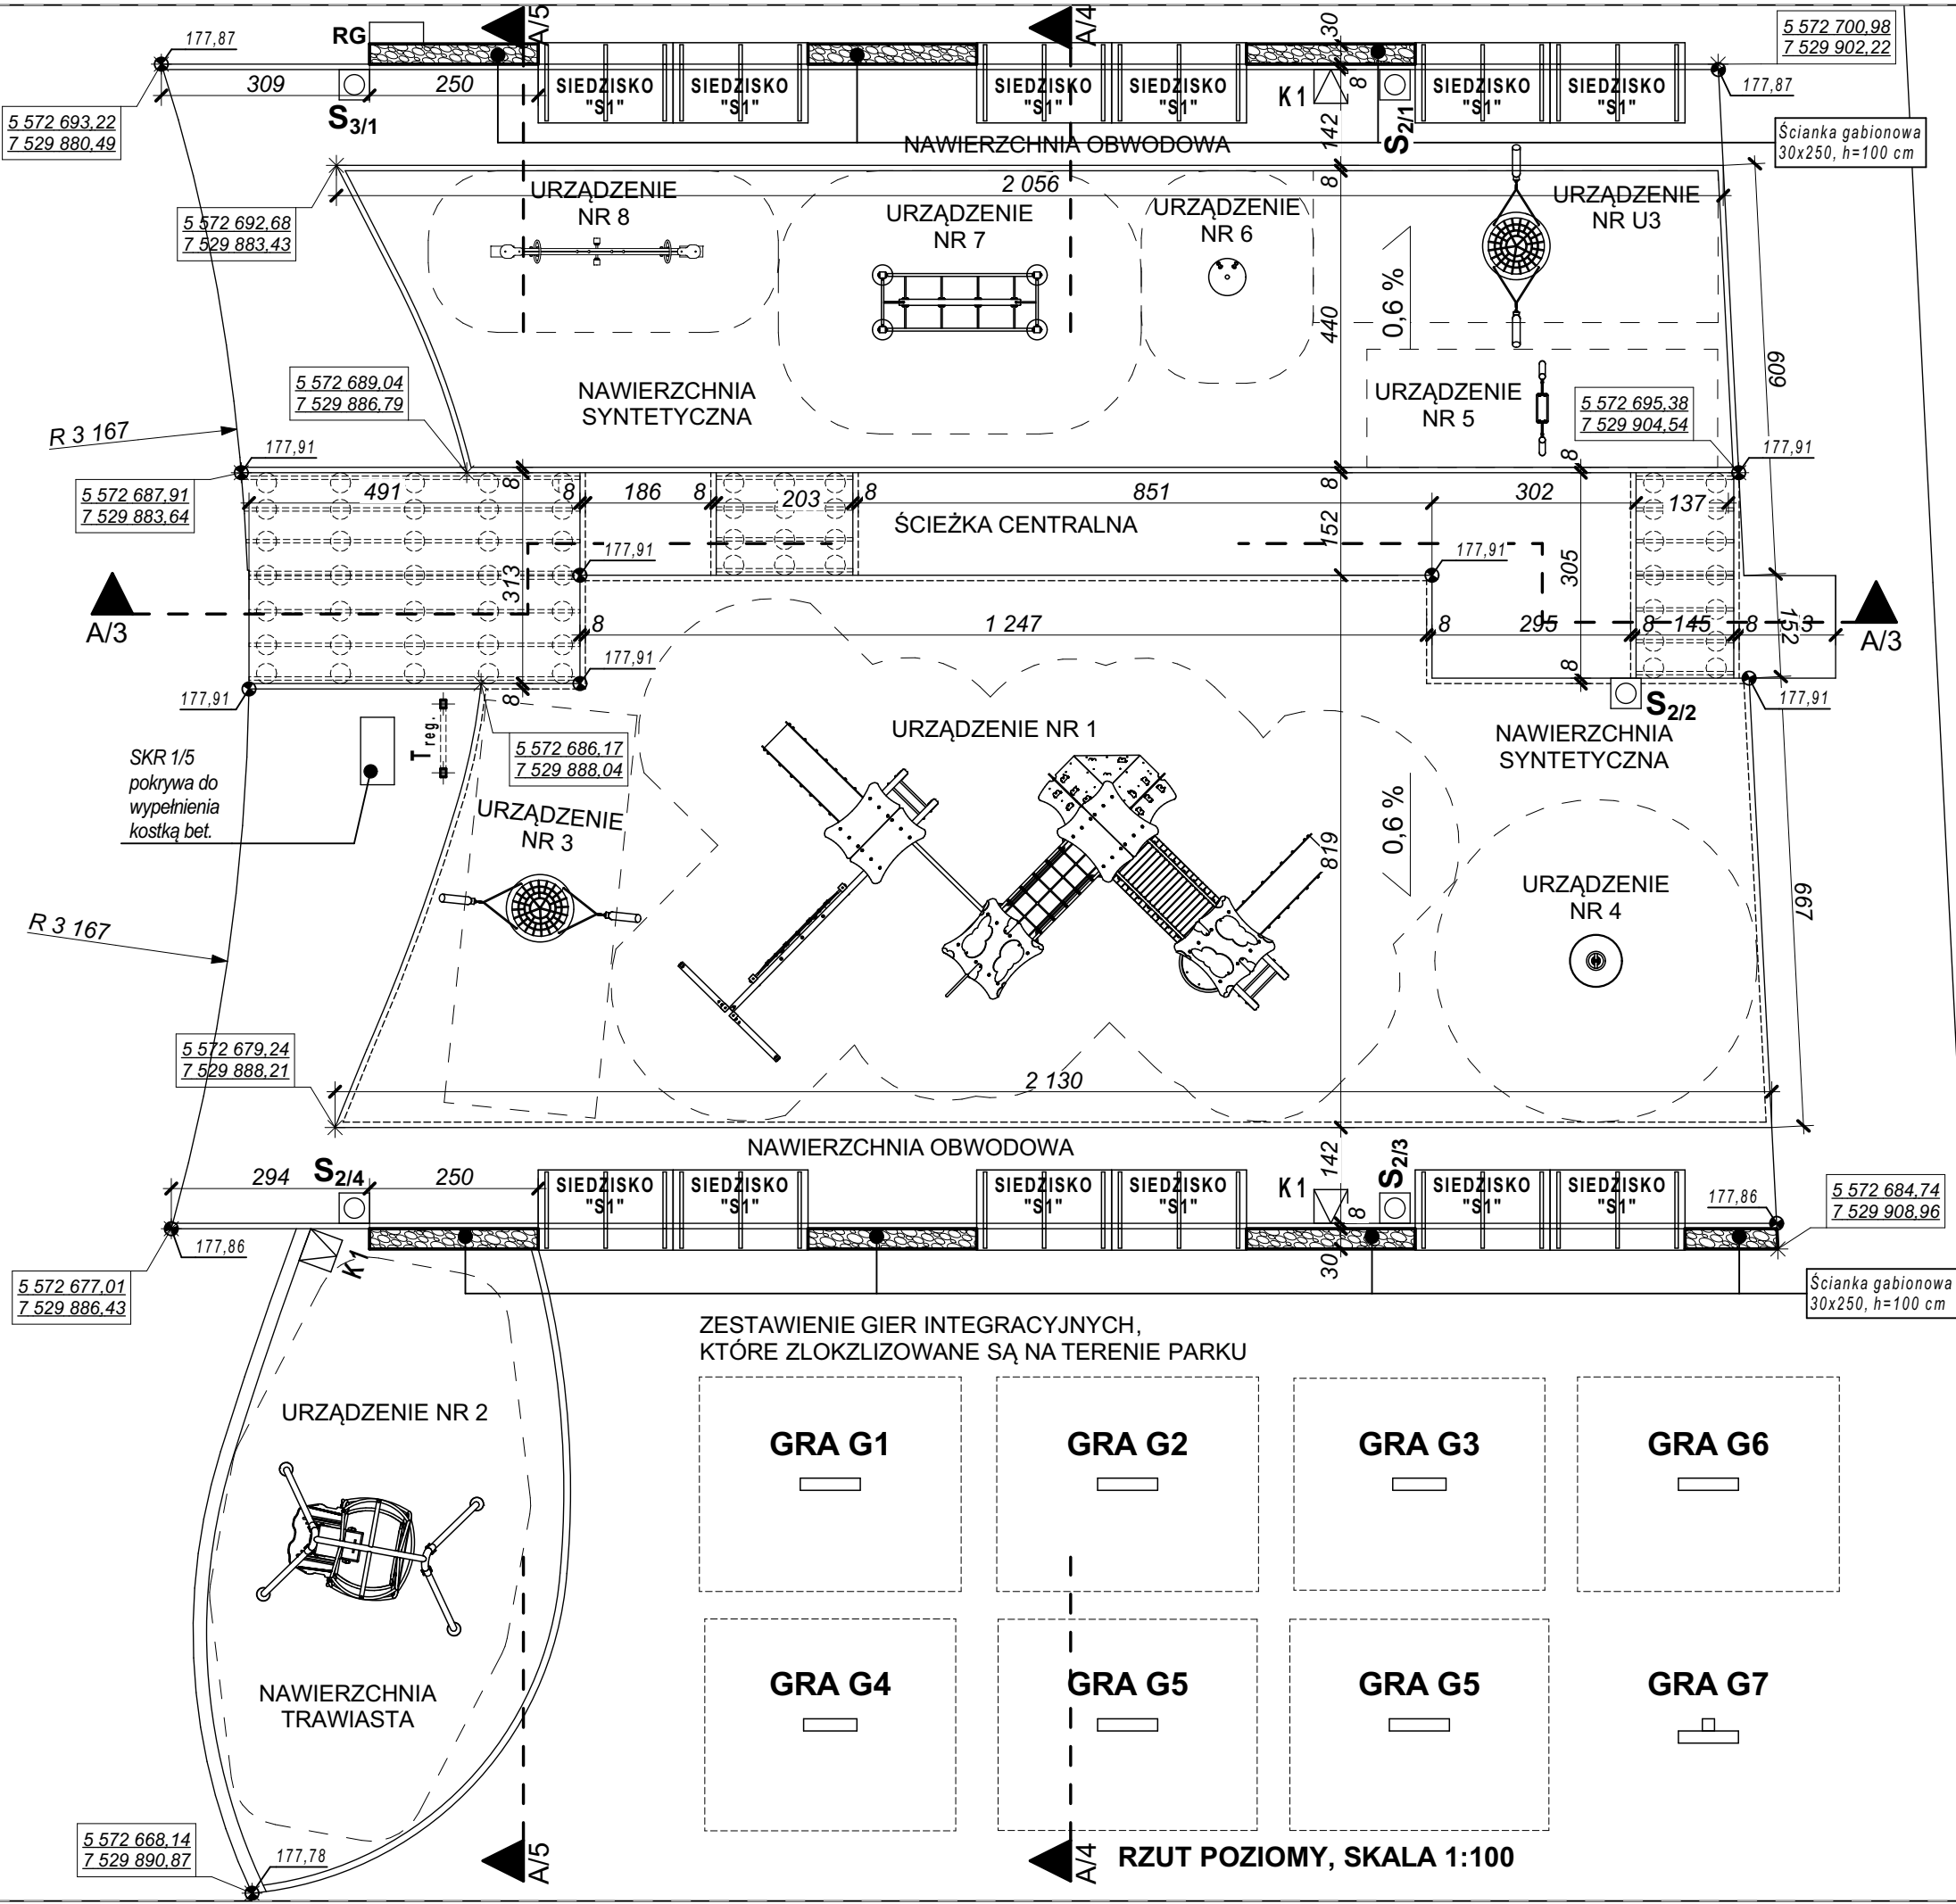 177,87
RG
A/5
A/4
30
5 572 700,98
7 529 902,22
309
250
SIEDZISKO
"S1"
SIEDZISKO
"S1"
SIEDZISKO
"S1"
SIEDZISKO
"S1"
K1
8
SIEDZISKO
"S1"
SIEDZISKO
"S1"
177,87
5 572 693,22
7 529 880,49
S3/1
142
S2/1
Ścianka gabionowa
30x250, h=100 cm
NAWIERZCHNIA OBWODOWA
2 056
8
URZĄDZENIE
NR 8
URZĄDZENIE
NR 7
URZĄDZENIE
NR 6
URZĄDZENIE
NR U3
5 572 692,68
7 529 883,43
0,6 %
440
609
5 572 689,04
7 529 886,79
NAWIERZCHNIA
SYNTETYCZNA
URZĄDZENIE
NR 5
5 572 695,38
7 529 904,54
R 3 167
177,91
177,91
5 572 687,91
7 529 883,64
491
8
8
186
8
203
8
851
8
302
8
137
ŚCIEŻKA CENTRALNA
152
177,91
177,91
313
305
A/3
8
1 247
8
295
8
145
8
3
152
A/3
177,91
177,91
8
8
177,91
S2/2
T reg.
5 572 686,17
7 529 888,04
URZĄDZENIE NR 1
NAWIERZCHNIA
SYNTETYCZNA
SKR 1/5
pokrywa do
wypełnienia
kostką bet.
URZĄDZENIE
NR 3
819
0,6 %
URZĄDZENIE
NR 4
667
R 3 167
5 572 679,24
7 529 888,21
2 130
NAWIERZCHNIA OBWODOWA
294
S2/4
250
SIEDZISKO
"S1"
SIEDZISKO
"S1"
SIEDZISKO
"S1"
SIEDZISKO
"S1"
K1
142
8
S2/3
SIEDZISKO
"S1"
SIEDZISKO
"S1"
177,86
5 572 684,74
7 529 908,96
177,86
K1
30
5 572 677,01
7 529 886,43
Ścianka gabionowa
30x250, h=100 cm
ZESTAWIENIE GIER INTEGRACYJNYCH,
KTÓRE ZLOKZLIZOWANE SĄ NA TERENIE PARKU
URZĄDZENIE NR 2
GRA G1
GRA G2
GRA G3
GRA G6
NAWIERZCHNIA
TRAWIASTA
GRA G4
GRA G5
GRA G5
GRA G7
5 572 668,14
7 529 890,87
177,78
A/5
A/4
RZUT POZIOMY, SKALA 1:100